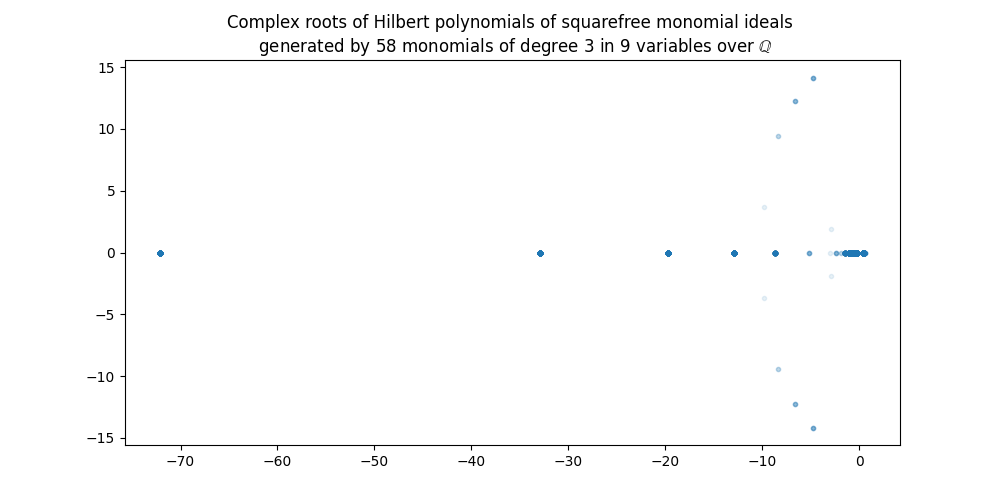 Complex roots of Hilbert polynomials of squarefree monomial ideals
generated by 58 monomials of degree 3 in 9 variables over ℚ
15
10
5
0
−5
−10
−15
−70 −60 −50 −40 −30 −20 −10 0